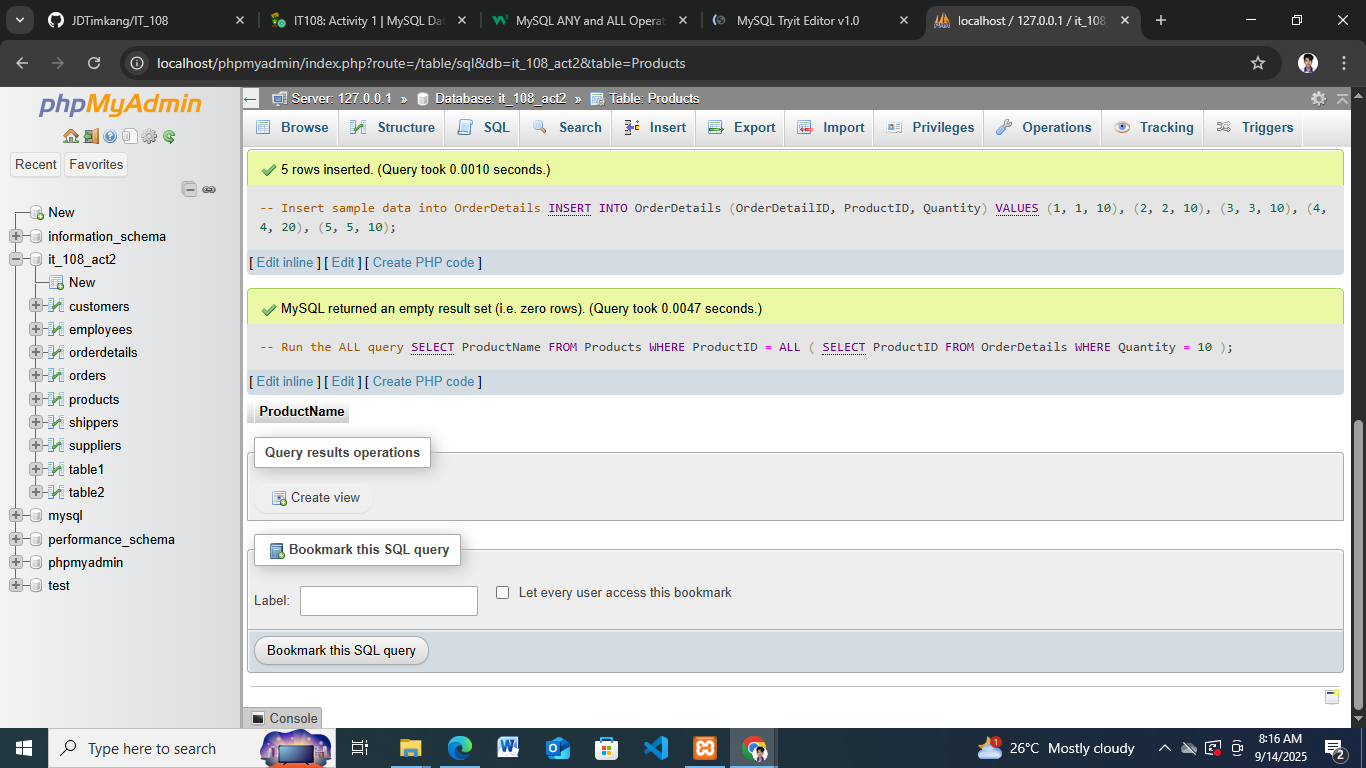 JDTimkang/IT_108
IT108: Activity 1 | MySQL Dat
MySQL ANY and ALL Operat
MySQL Tryit Editor v1.0
localhost / 127.0.0.1 / it_108
localhost/phpmyadmin/index.php?route=/table/sql&db=it_108_act2&table=Products
phpMyAdmin
Recent
Favorites
New
information_schema
it_108_act2
New
customers
employees
orderdetails
orders
products
shippers
suppliers
table1
table2
mysql
performance_schema
phpmyadmin
test
Server: 127.0.0.1 » Database: it_108_act2 » Table: Products
Browse
Structure
SQL
Search
Insert
Export
Import
Privileges
Operations
Tracking
Triggers
5 rows inserted. (Query took 0.0010 seconds.)
-- Insert sample data into OrderDetails INSERT INTO OrderDetails (OrderDetailID, ProductID, Quantity) VALUES (1, 1, 10), (2, 2, 10), (3, 3, 10), (4,
4, 20), (5, 5, 10);
[ Edit inline ] [ Edit ] [ Create PHP code ]
MySQL returned an empty result set (i.e. zero rows). (Query took 0.0047 seconds.)
-- Run the ALL query SELECT ProductName FROM Products WHERE ProductID = ALL ( SELECT ProductID FROM OrderDetails WHERE Quantity = 10 );
[ Edit inline ] [ Edit ] [ Create PHP code ]
ProductName
Query results operations
Create view
Bookmark this SQL query
Label:
Let every user access this bookmark
Bookmark this SQL query
Console
Type here to search
1
26°C Mostly cloudy
8:16 AM
9/14/2025
2